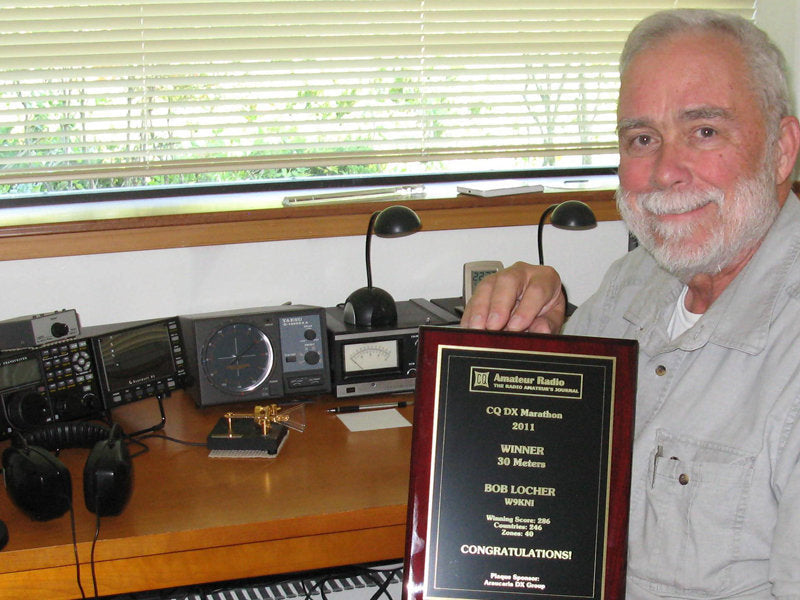 YAESU
G-1000DXA
CQ Amateur Radio
THE RADIO AMATEUR'S JOURNAL
CQ DX Marathon
2011
WINNER
30 Meters
BOB LOCHER
W9KNI
Winning Score: 286
Countries: 246
Zones: 40
CONGRATULATIONS!
Plaque Sponsor:
Araucaria DX Group